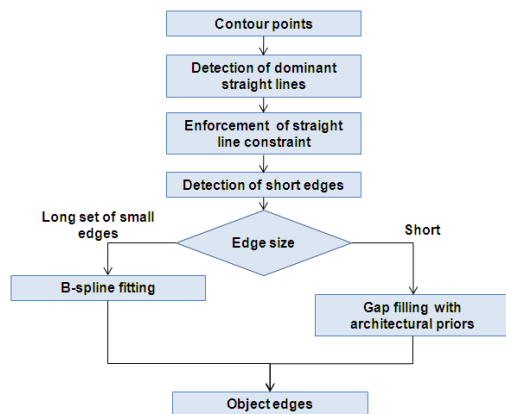 Contour points
Detection of dominant
straight lines
Enforcement of straight
line constraint
Detection of short edges
Long set of small
edges
Edge size
Short
B-spline fitting
Gap filling with
architectural priors
Object edges